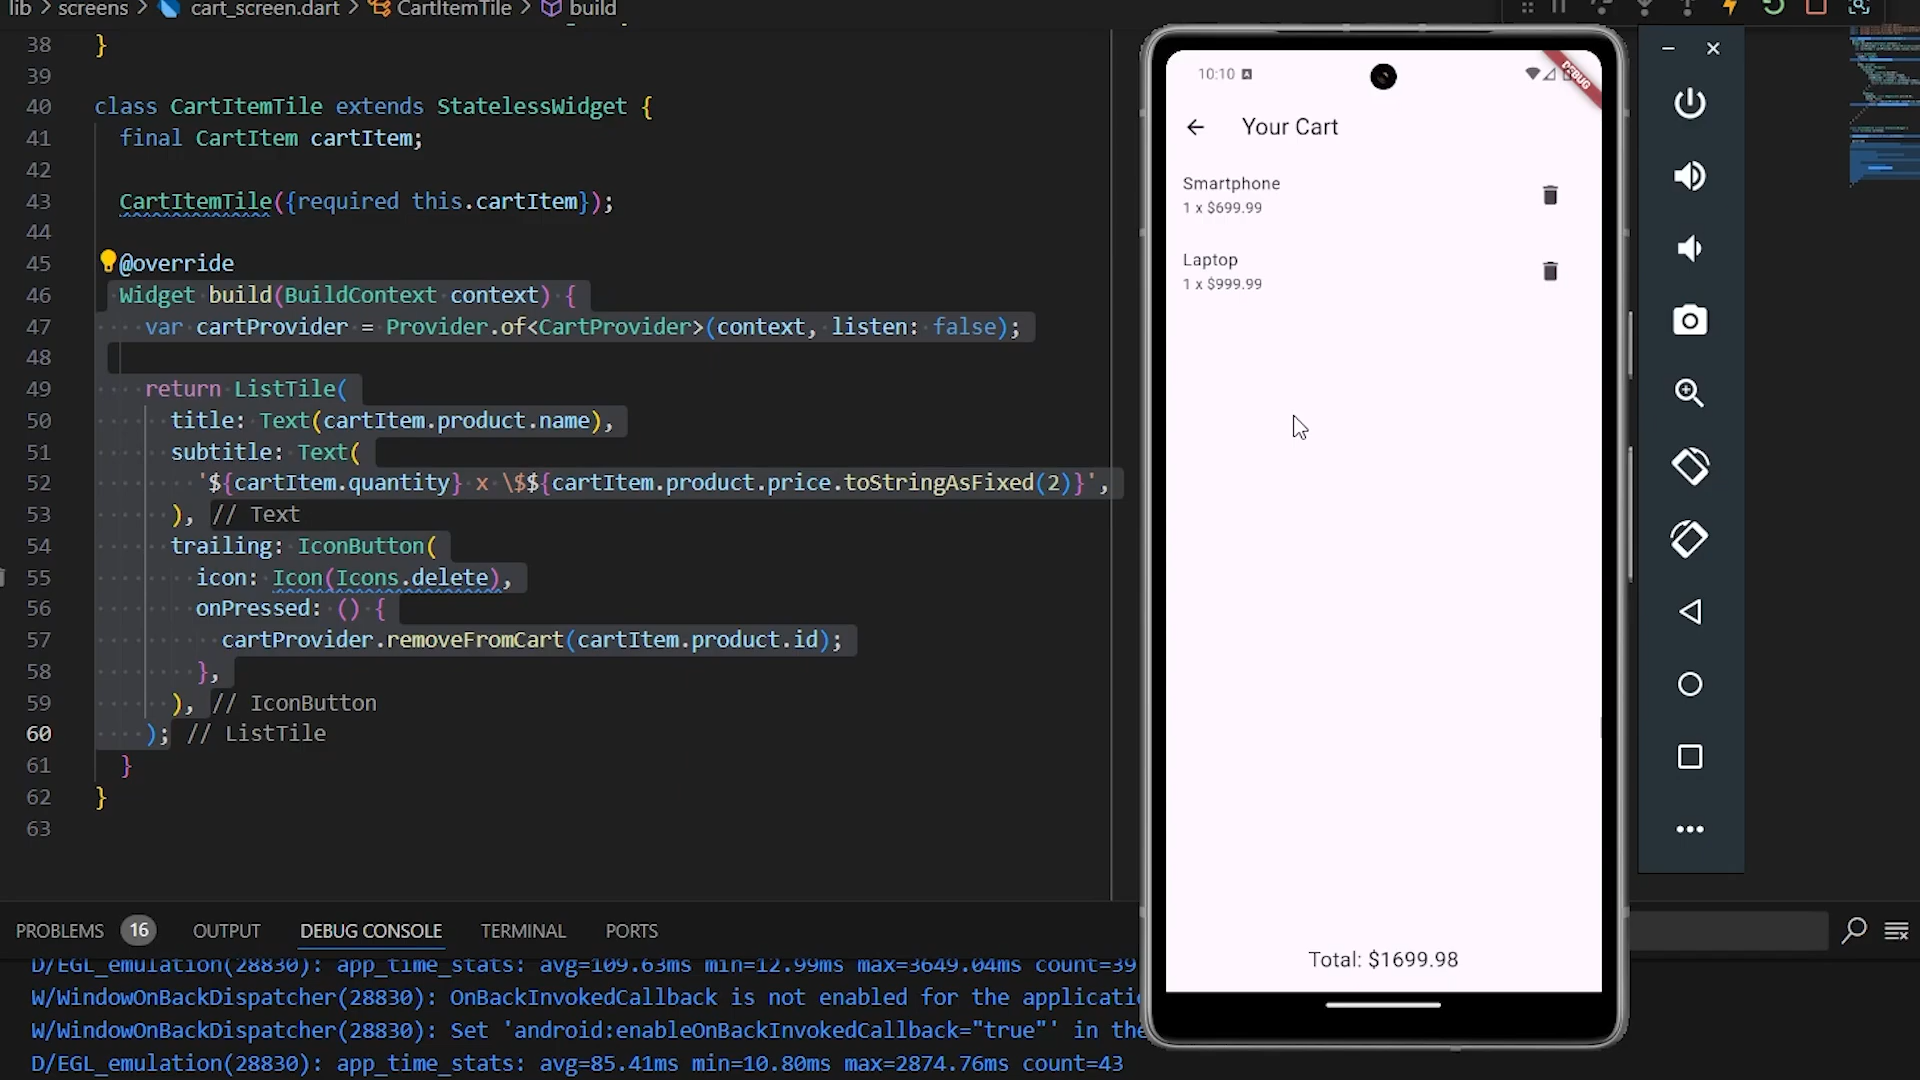 lib > screens > cart_screen.dart > CartItemTile > build
38 }
39
40 class CartItemTile extends StatelessWidget {
41 final CartItem cartItem;
42
43 CartItemTile({required this.cartItem});
44
45 @override
46 Widget build(BuildContext context) {
47 var cartProvider = Provider.of<CartProvider>(context, listen: false);
48
49 return ListTile(
50 title: Text(cartItem.product.name),
51 subtitle: Text(
52 '${cartItem.quantity} x \$${cartItem.product.price.toStringAsFixed(2)}',
53 ), // Text
54 trailing: IconButton(
55 icon: Icon(Icons.delete),
56 onPressed: () {
57 cartProvider.removeFromCart(cartItem.product.id);
58 },
59 ), // IconButton
60 ); // ListTile
61 }
62 }
63
PROBLEMS 16 OUTPUT DEBUG CONSOLE TERMINAL PORTS
D/EGL_emulation(28830): app_time_stats: avg=109.63ms min=12.99ms max=3649.04ms count=39
W/WindowOnBackDispatcher(28830): OnBackInvokedCallback is not enabled for the
W/WindowOnBackDispatcher(28830): Set 'android:enableOnBackInvokedCallback="true"' in the
D/EGL_emulation(28830): app_time_stats: avg=85.41ms min=10.80ms max=2874.76ms count=43
10:10
DEBUG
Your Cart
Smartphone
1 x $699.99
Laptop
1 x $999.99
Total: $1699.98